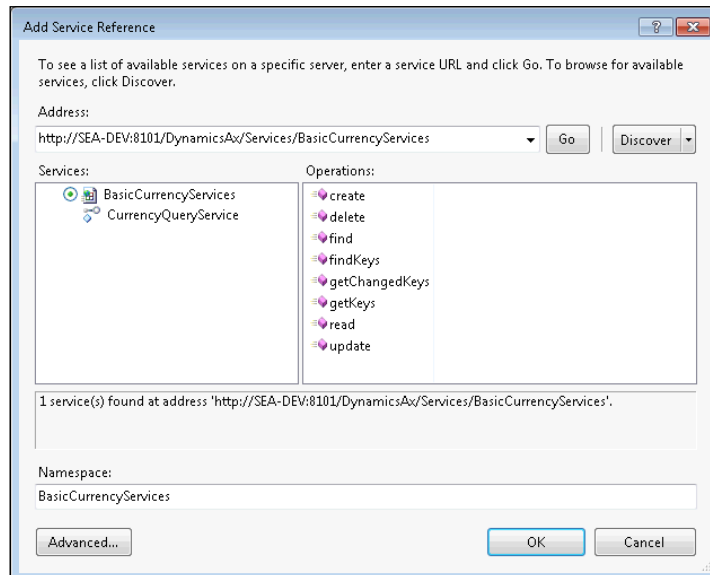 Add Service Reference
To see a list of available services on a specific server, enter a service URL and click Go. To browse for available
services, click Discover.
Address:
http://SEA-DEV:8101/DynamicsAx/Services/BasicCurrencyServices
Go
Discover
Services:
Operations:
BasicCurrencyServices
CurrencyQueryService
create
delete
find
findKeys
getChangedKeys
getKeys
read
update
1 service(s) found at address 'http://SEA-DEV:8101/DynamicsAx/Services/BasicCurrencyServices'.
Namespace:
BasicCurrencyServices
Advanced...
OK
Cancel